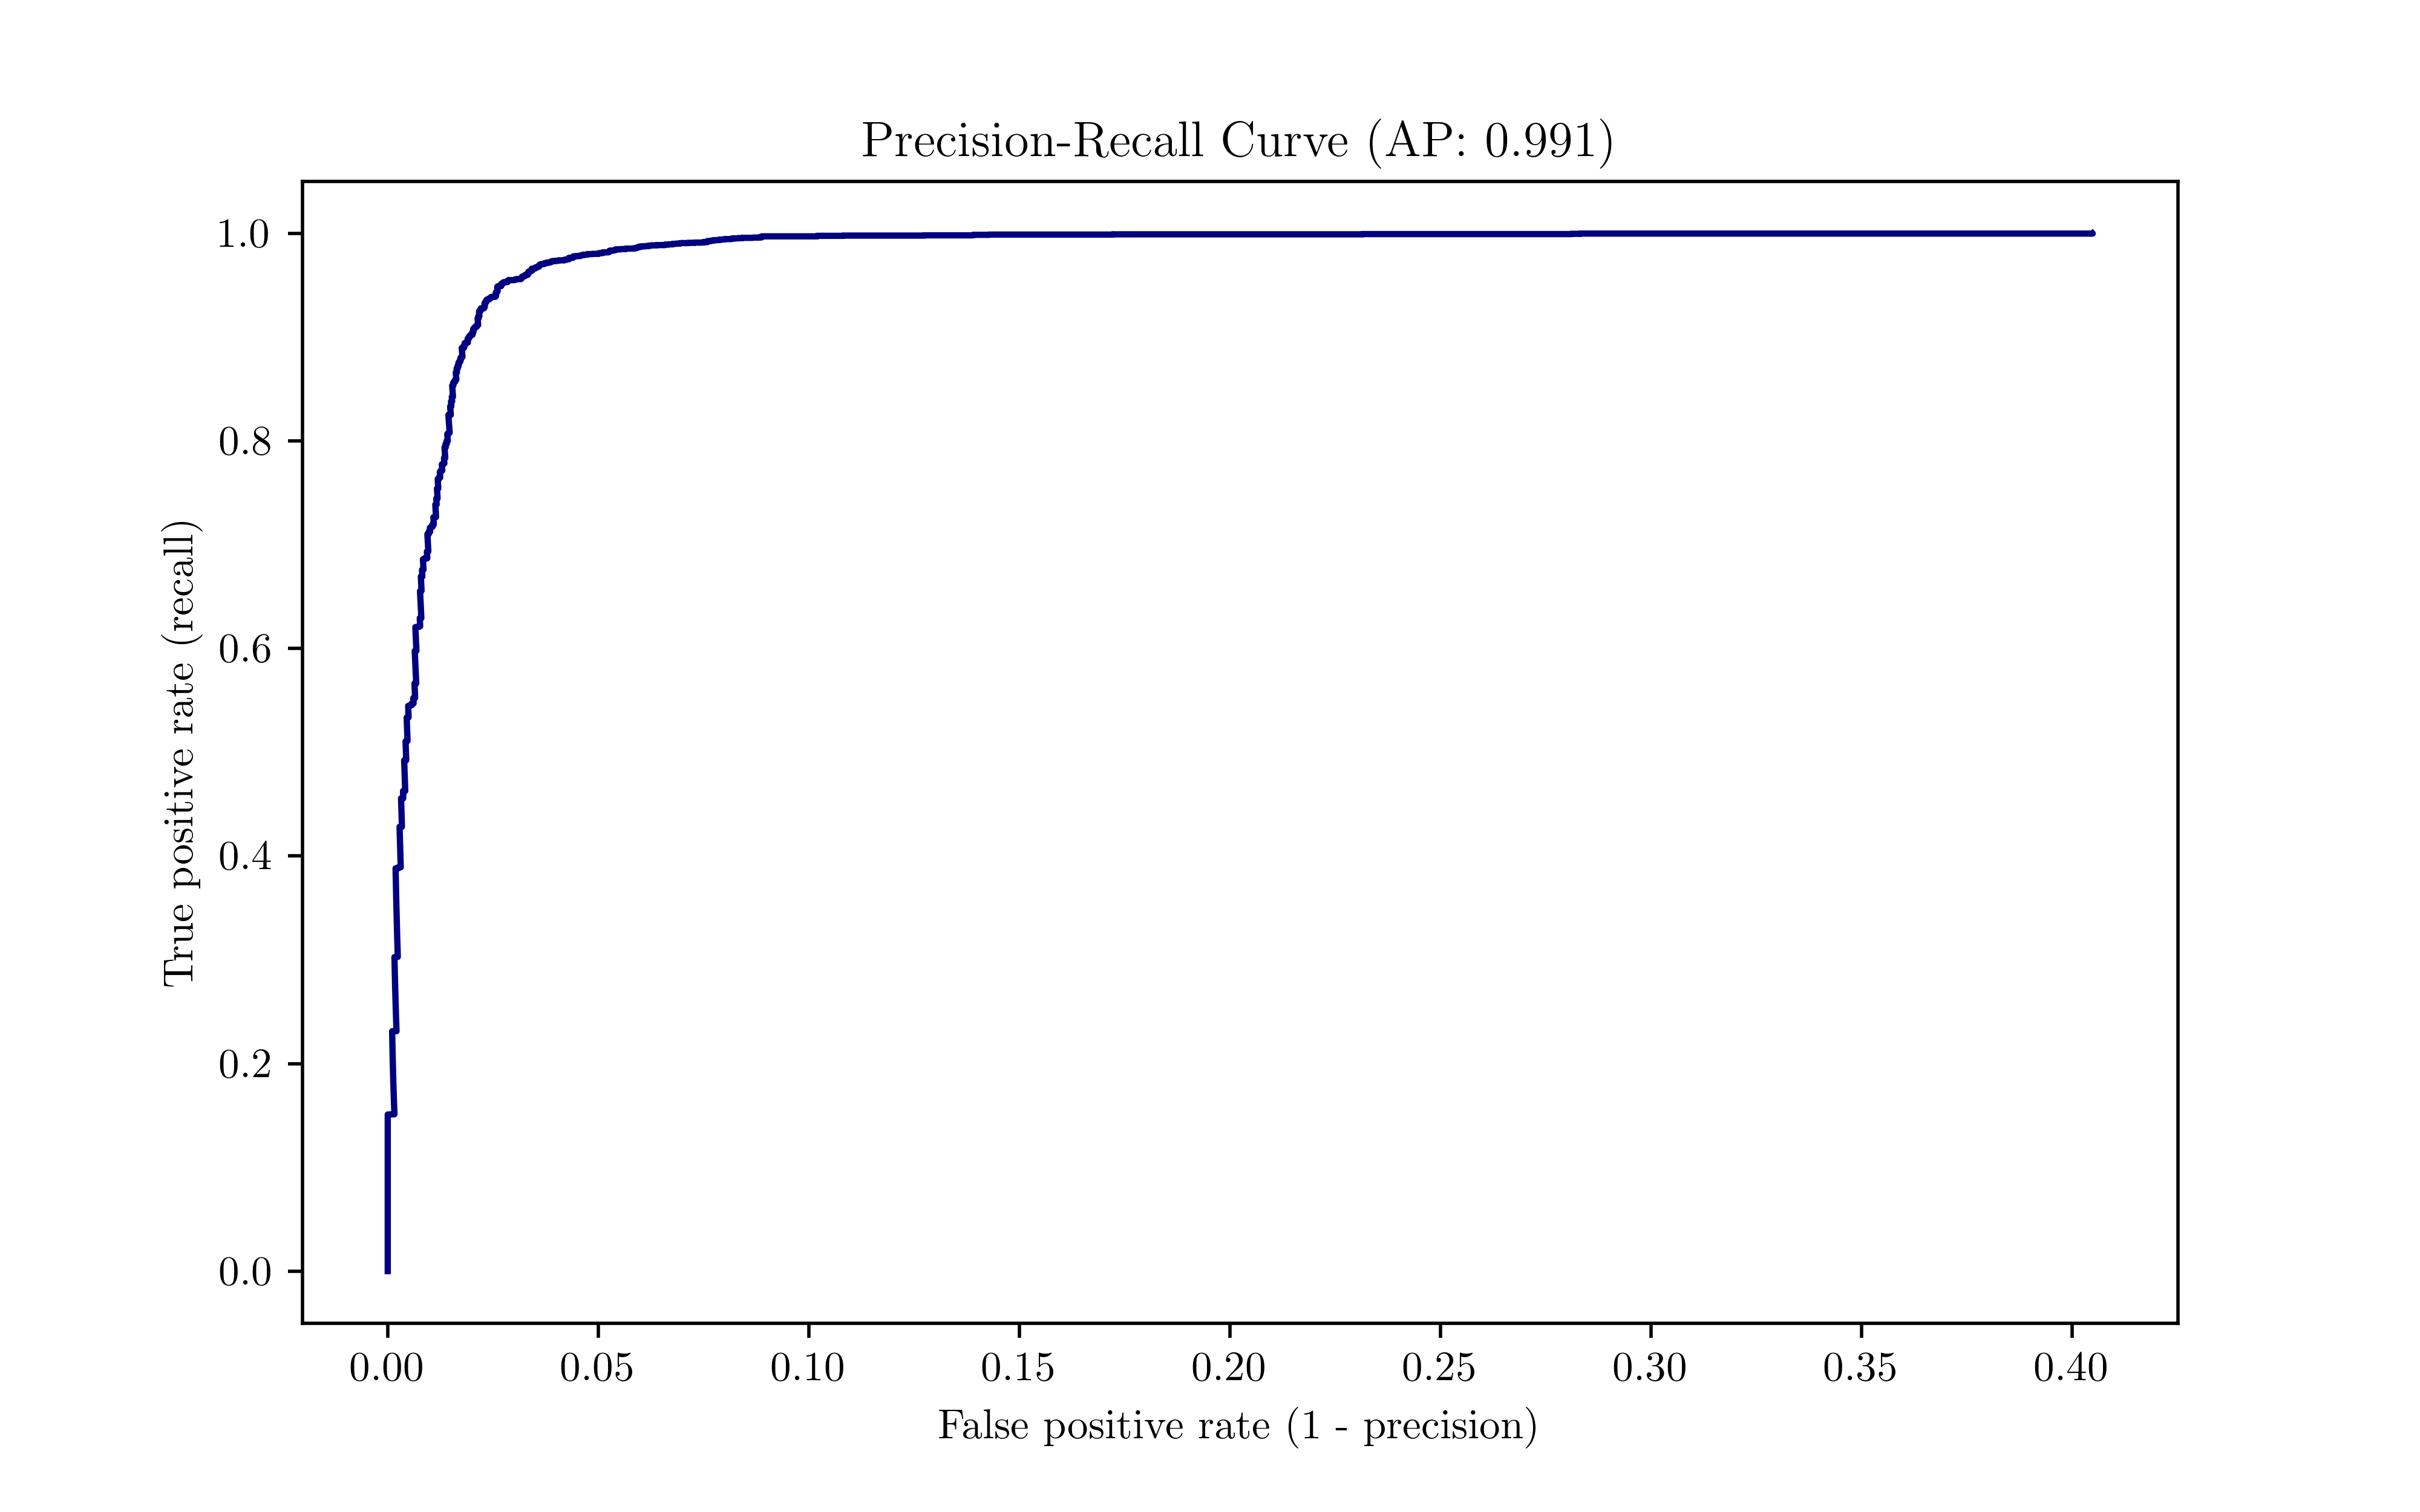 Precision-Recall Curve (AP: 0.991)
True positive rate (recall)
1.0
0.8
0.6
0.4
0.2
0.0
0.00 0.05 0.10 0.15 0.20 0.25 0.30 0.35 0.40
False positive rate (1 - precision)